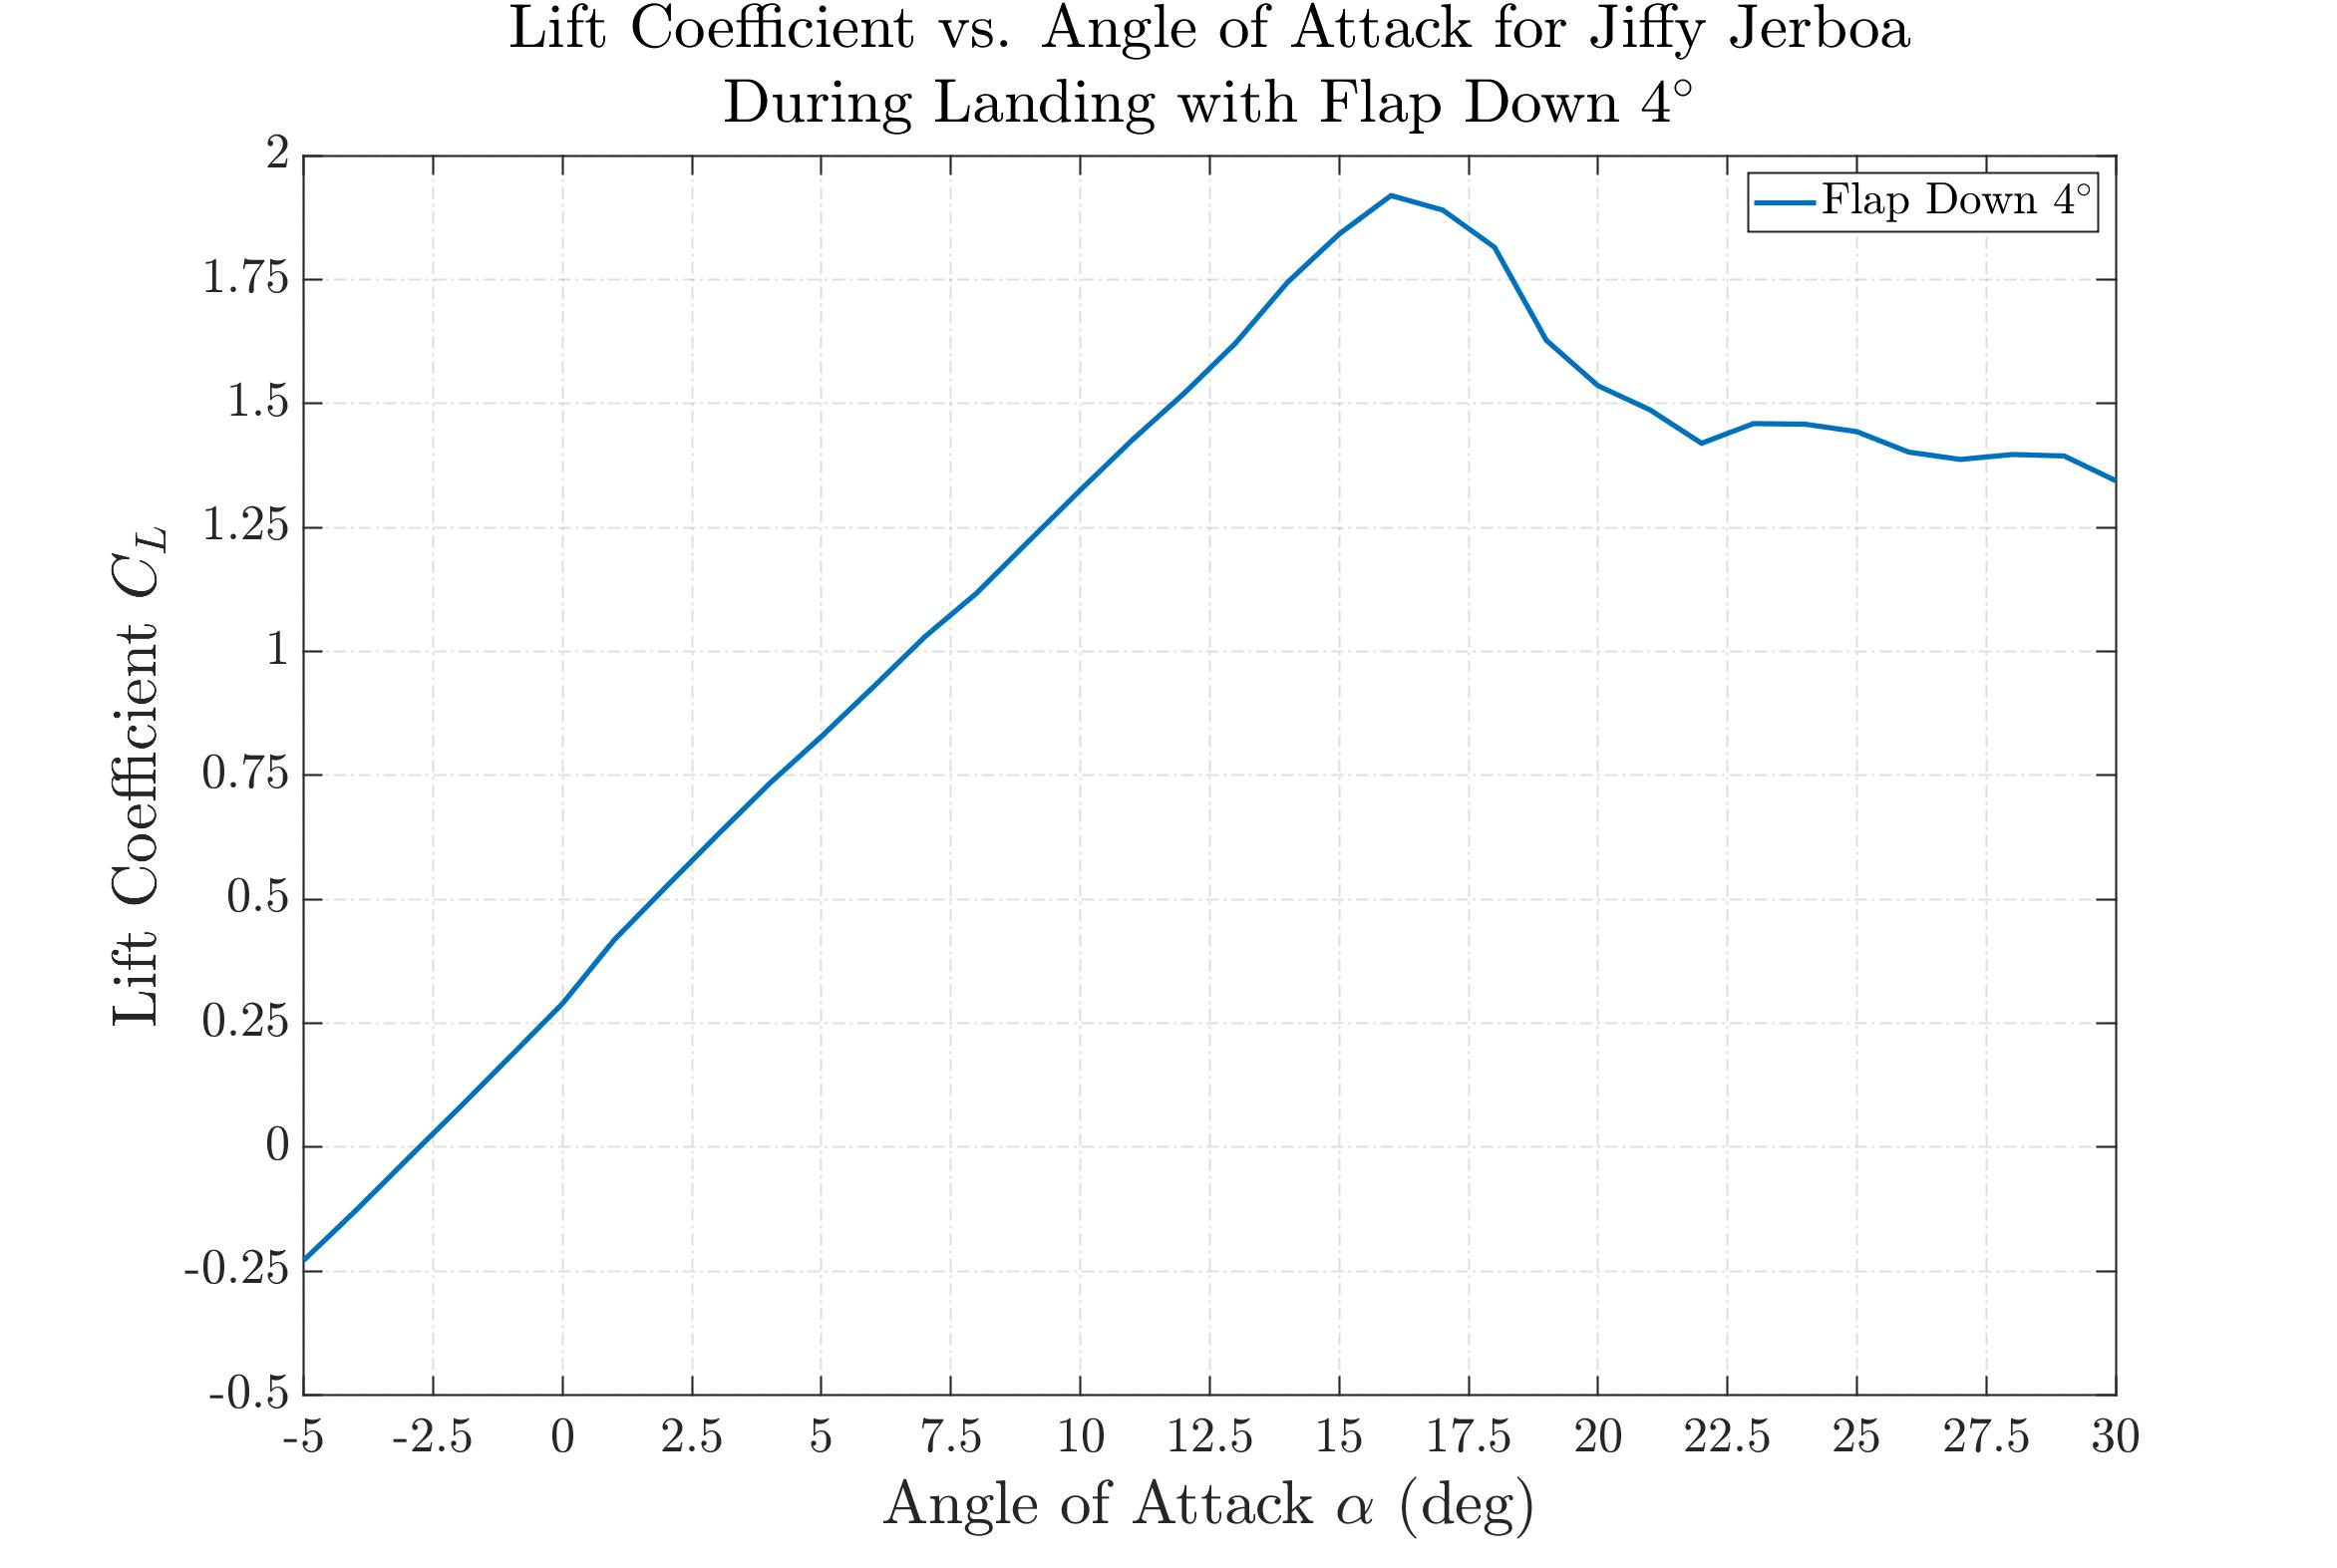 Lift Coefficient vs. Angle of Attack for Jiffy Jerboa
During Landing with Flap Down 4°
Flap Down 4°
2
1.75
1.5
1.25
1
0.75
0.5
0.25
0
-0.25
-0.5
Lift Coefficient C_L
-5 -2.5 0 2.5 5 7.5 10 12.5 15 17.5 20 22.5 25 27.5 30
Angle of Attack α (deg)